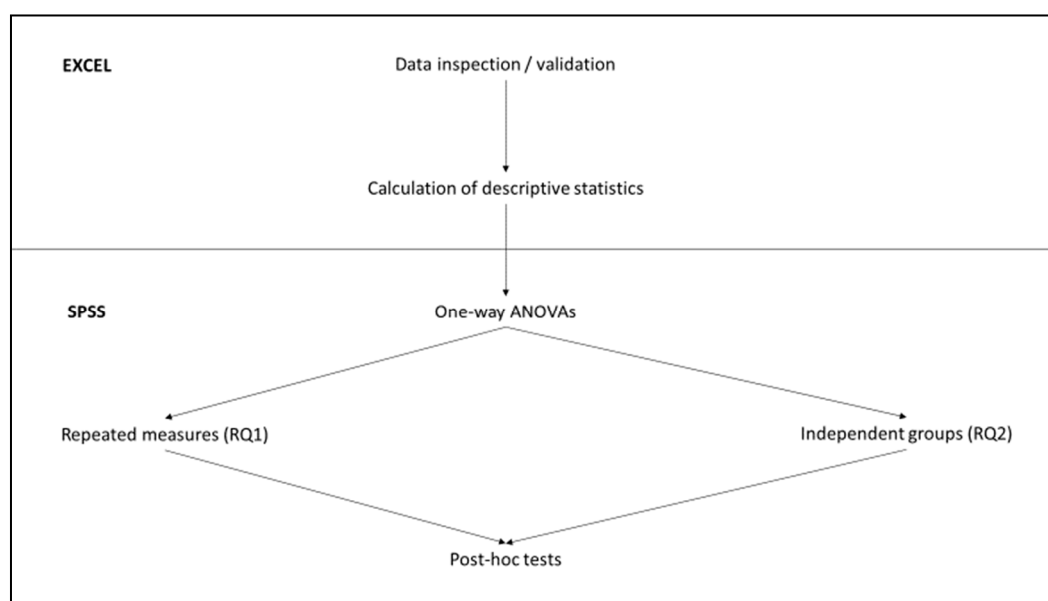 EXCEL
Data inspection / validation
Calculation of descriptive statistics
SPSS
One-way ANOVAs
Repeated measures (RQ1)
Independent groups (RQ2)
Post-hoc tests